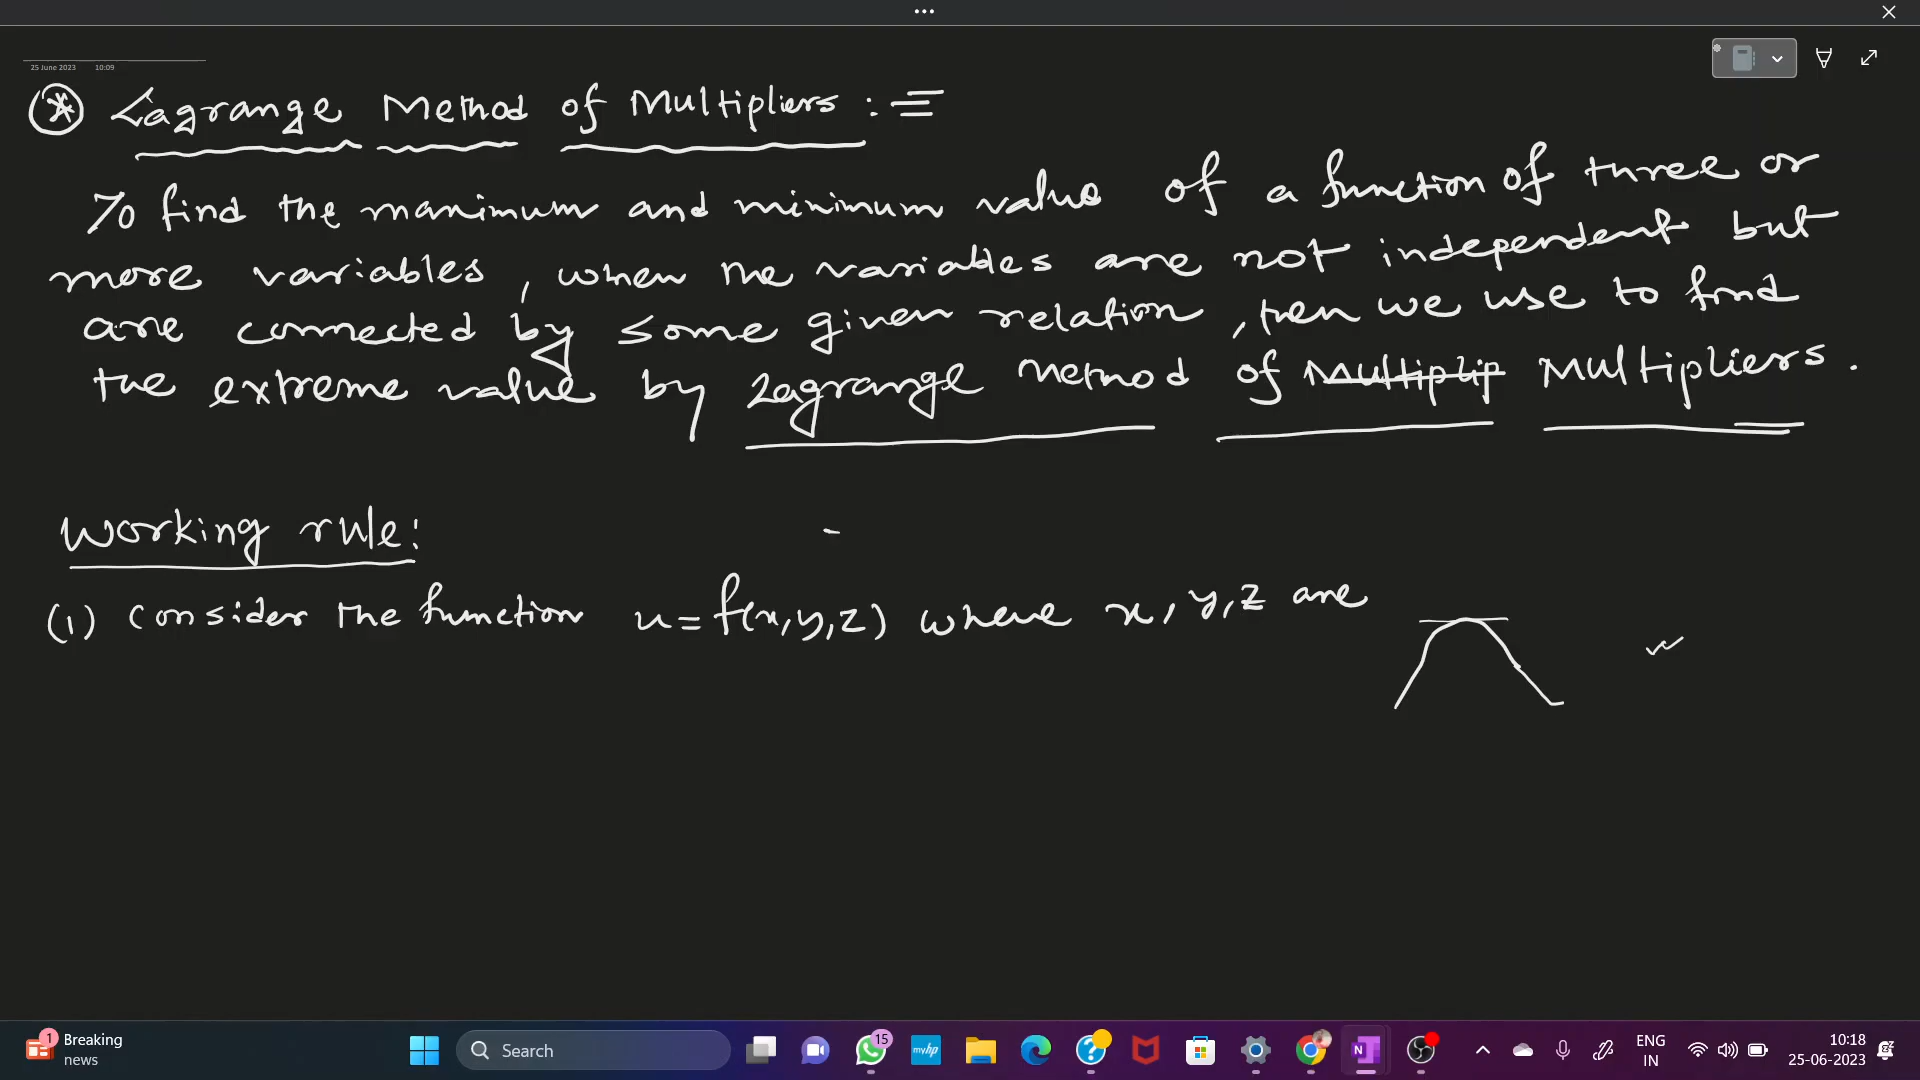 25 June 2023 10:09
Lagrange Method of Multipliers :=
To find the maximum and minimum value of a function of three or
more variables, when the variables are not independent but
are connected by some given relation, then we use to find
the extreme value by Lagrange method of Multiplip Multipliers.
Working rule:
(1) Consider the function u=f(x,y,z) where x, y, z are
1 Breaking
news
Search
15
myhp
ENG
IN
10:18
25-06-2023